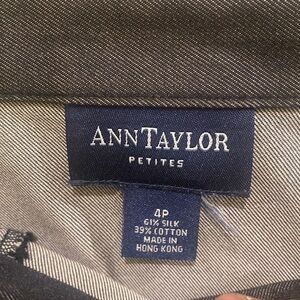 ANNTAYLOR
PETITES
4P
61% SILK
39% COTTON
MADE IN
HONG KONG